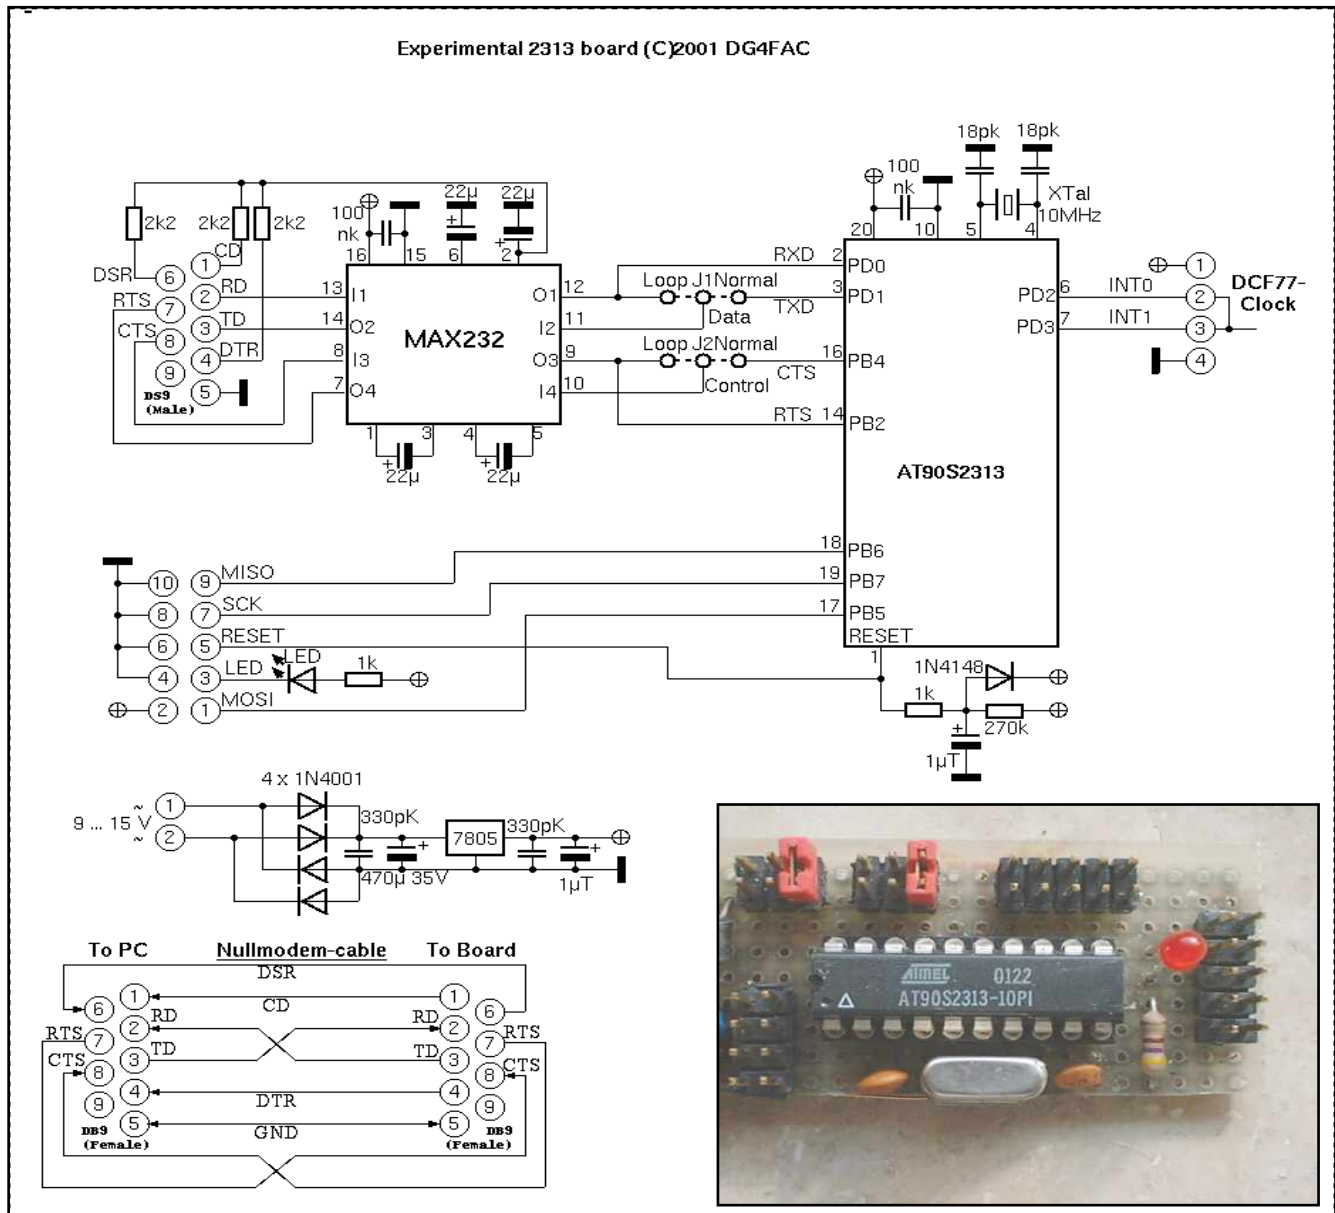 Experimental 2313 board (C)2001 DG4FAC
18pk 18pk
100
nk
XTal
10MHz
20 10 5 4
2k2 2k2 2k2
100
nk
22µ 22µ
16 15 6 2
CD
DSR 6 1
RD
RTS 7 2
TD
CTS 8 3
DTR
9 4
5
DS9
(Male)
13 I1 O1 12
14 O2 I2 11
MAX232
8 I3 O3 9
7 O4 I4 10
1 3 4 5
22µ 22µ
Loop J1 Normal
Data
Loop J2 Normal
Control
RXD 2 PD0
TXD 3 PD1
CTS 16 PB4
RTS 14 PB2
AT90S2313
PD2 6 INT0
PD3 7 INT1
1
2
3
4
DCF77-
Clock
18 PB6
19 PB7
17 PB5
RESET
1
10 9 MISO
8 7 SCK
6 5 RESET
4 3 LED LED 1k
2 1 MOSI
1N4148
1k
270k
1µT
4 x 1N4001
~ 1
9 ... 15 V
~ 2
330pK 7805 330pK
470µ 35V
1µT
To PC Nullmodem-cable To Board
DSR
1 1
6 CD 6
RD RD
2 2
RTS 7 7 RTS
TD TD
3 3
CTS 8 8 CTS
4 4
DTR
9 9
5 5
GND
DB9
(Female)
DB9
(Female)
ATMEL 0122
AT90S2313-10PI
+
+
+
+
+
+
+